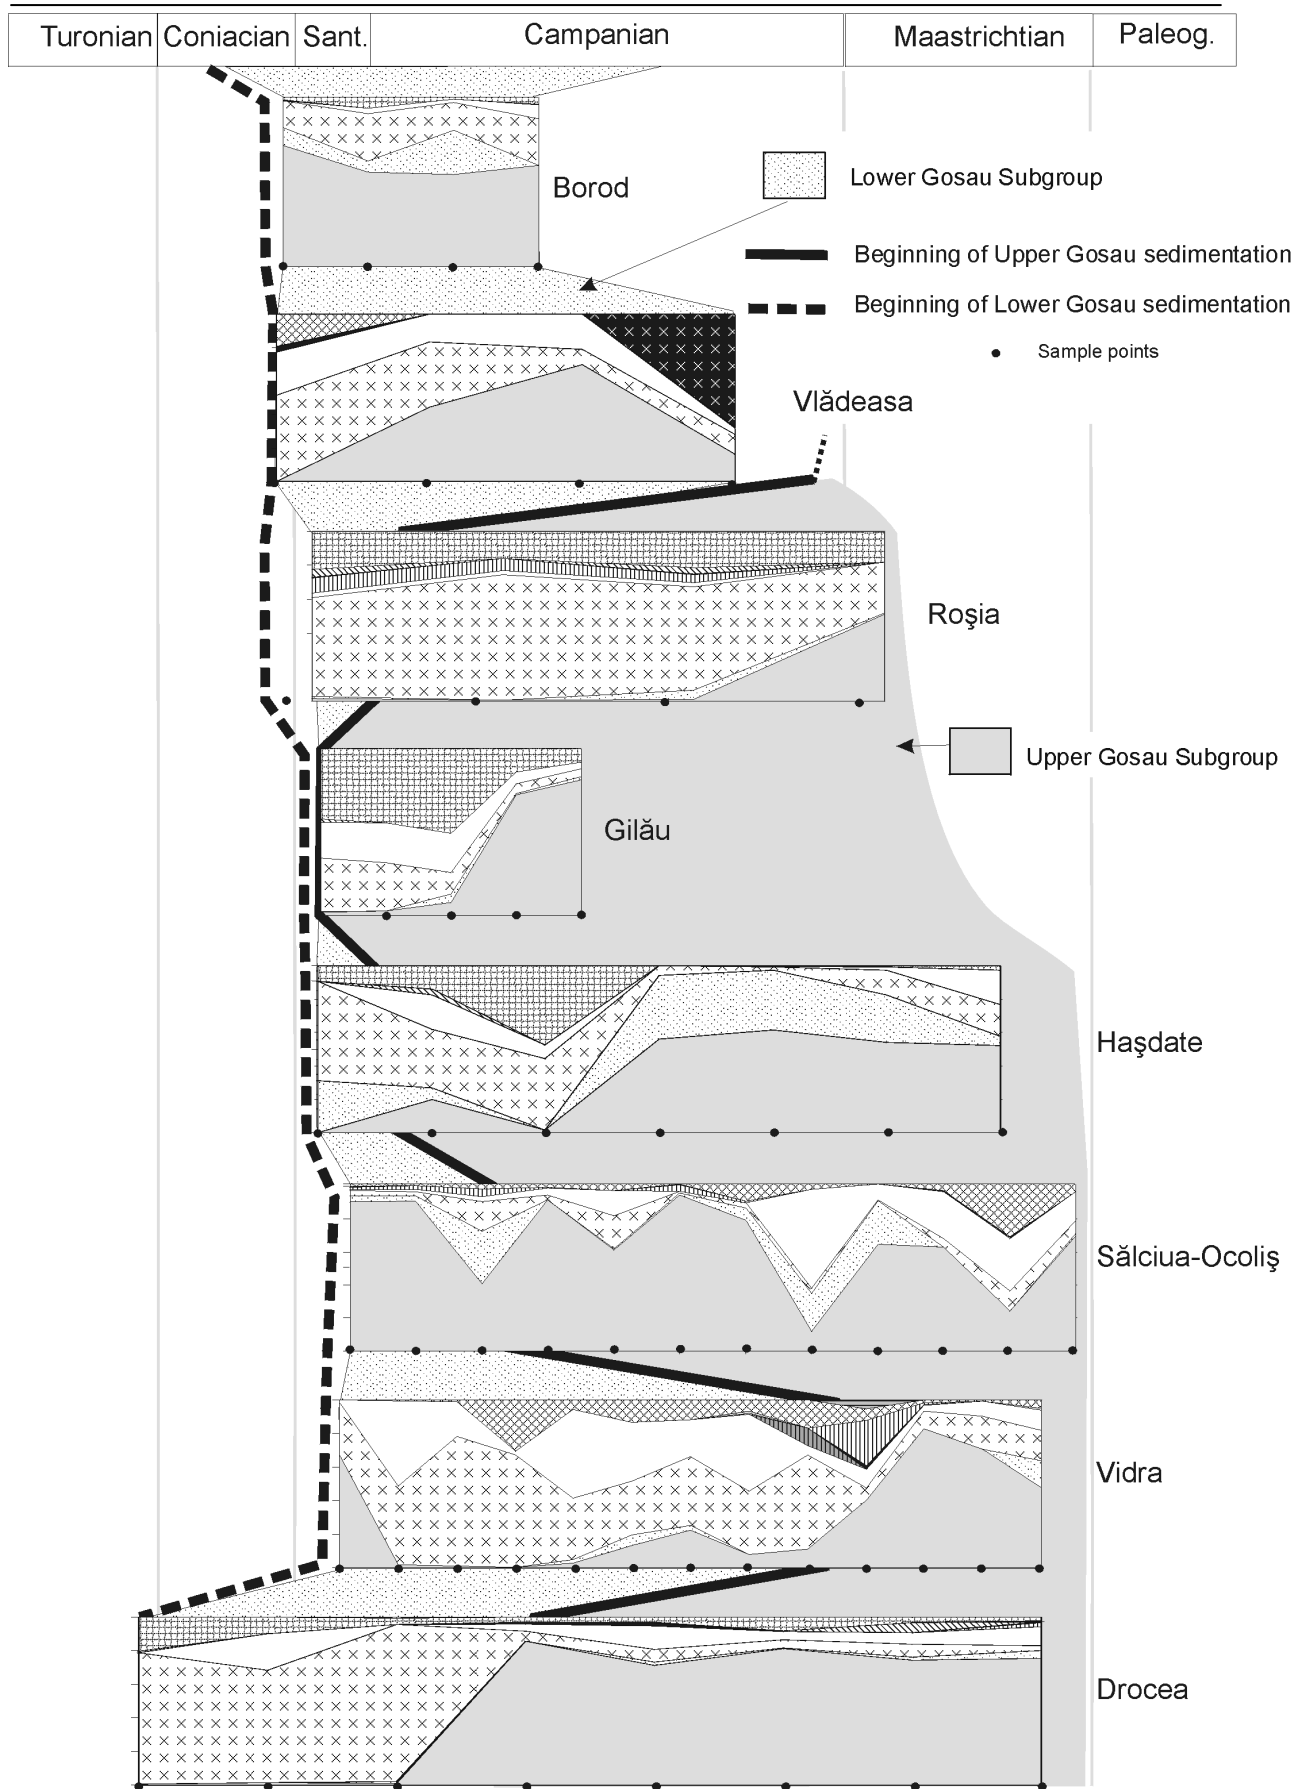 Turonian Coniacian Sant. Campanian Maastrichtian Paleog.
Lower Gosau Subgroup
Borod
Beginning of Upper Gosau sedimentation
Beginning of Lower Gosau sedimentation
Sample points
Vlădeasa
Roşia
Upper Gosau Subgroup
Gilău
Haşdate
Sălciua-Ocoliş
Vidra
Drocea